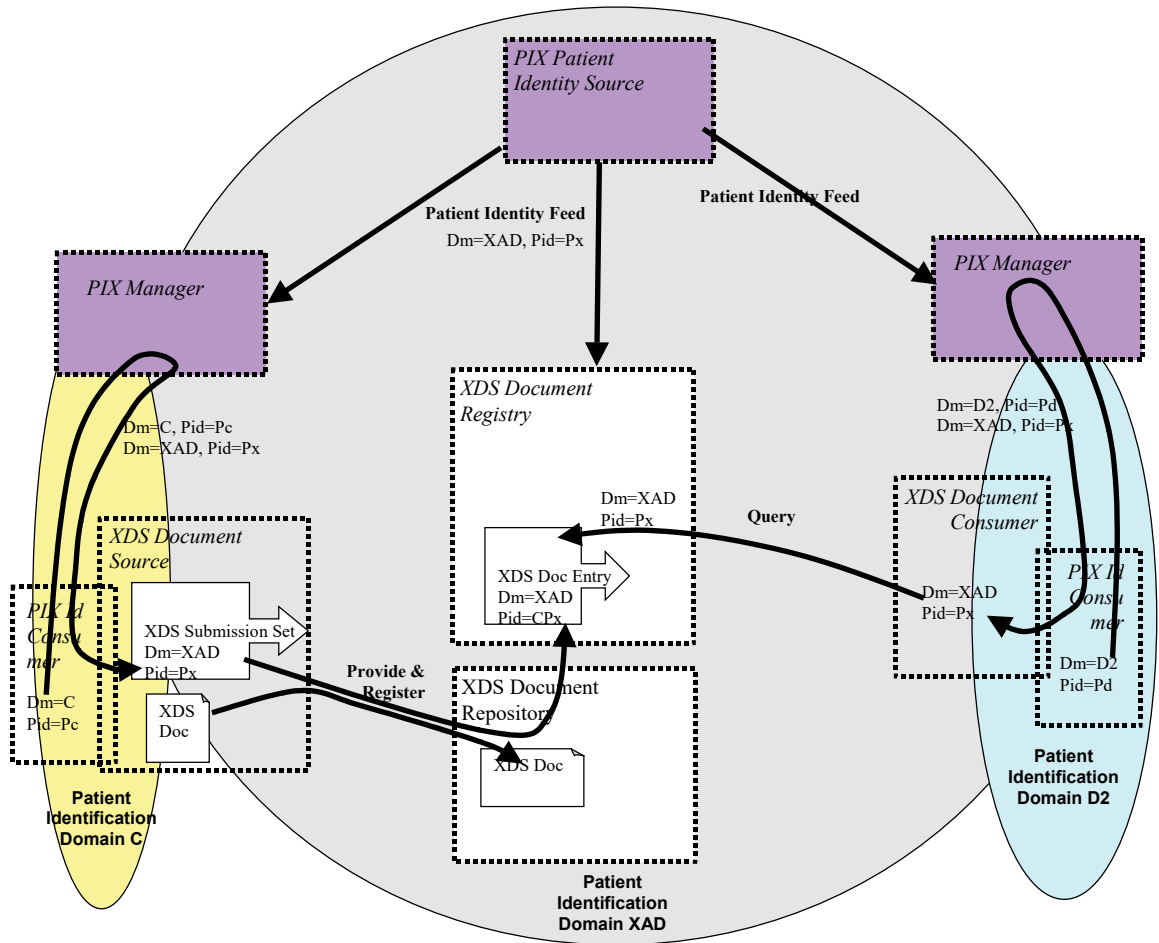 PIX Patient
Identity Source
Patient Identity Feed
Dm=XAD, Pid=Px
Patient Identity Feed
PIX Manager
PIX Manager
Dm=C, Pid=Pc
Dm=XAD, Pid=Px
XDS Document
Registry
Dm=D2, Pid=Pd
Dm=XAD, Pid=Px
Dm=XAD
Pid=Px
Query
XDS Doc Entry
Dm=XAD
Pid=CPx
XDS Document
Consumer
Dm=XAD
Pid=Px
PIX Id
Consu
mer
Dm=D2
Pid=Pd
XDS Document
Source
XDS Submission Set
Dm=XAD
Pid=Px
PIX Id
Consu
mer
Dm=C
Pid=Pc
XDS
Doc
Provide &
Register
XDS Document
Repository
XDS Doc
Patient
Identification
Domain C
Patient
Identification
Domain D2
Patient
Identification
Domain XAD